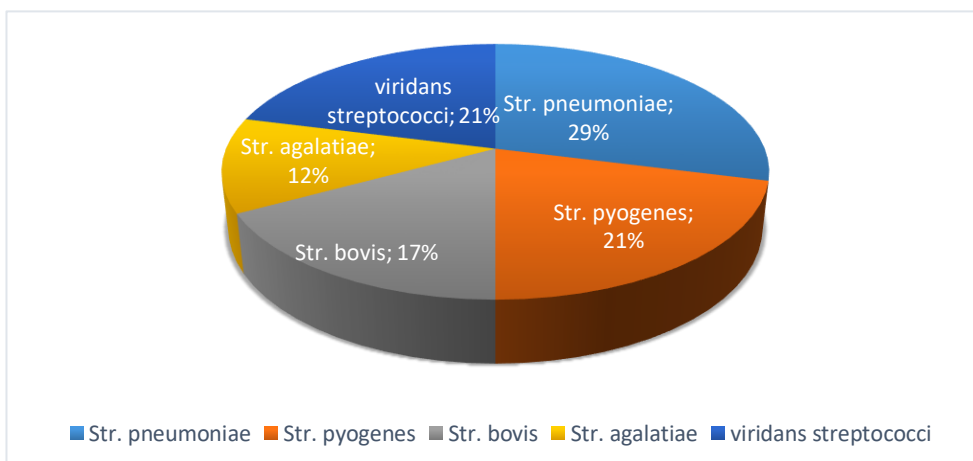 viridans
streptococci; 21%
Str. pneumoniae;
29%
Str. agalatiae;
12%
Str. pyogenes;
21%
Str. bovis; 17%
Str. pneumoniae Str. pyogenes Str. bovis Str. agalatiae viridans streptococci